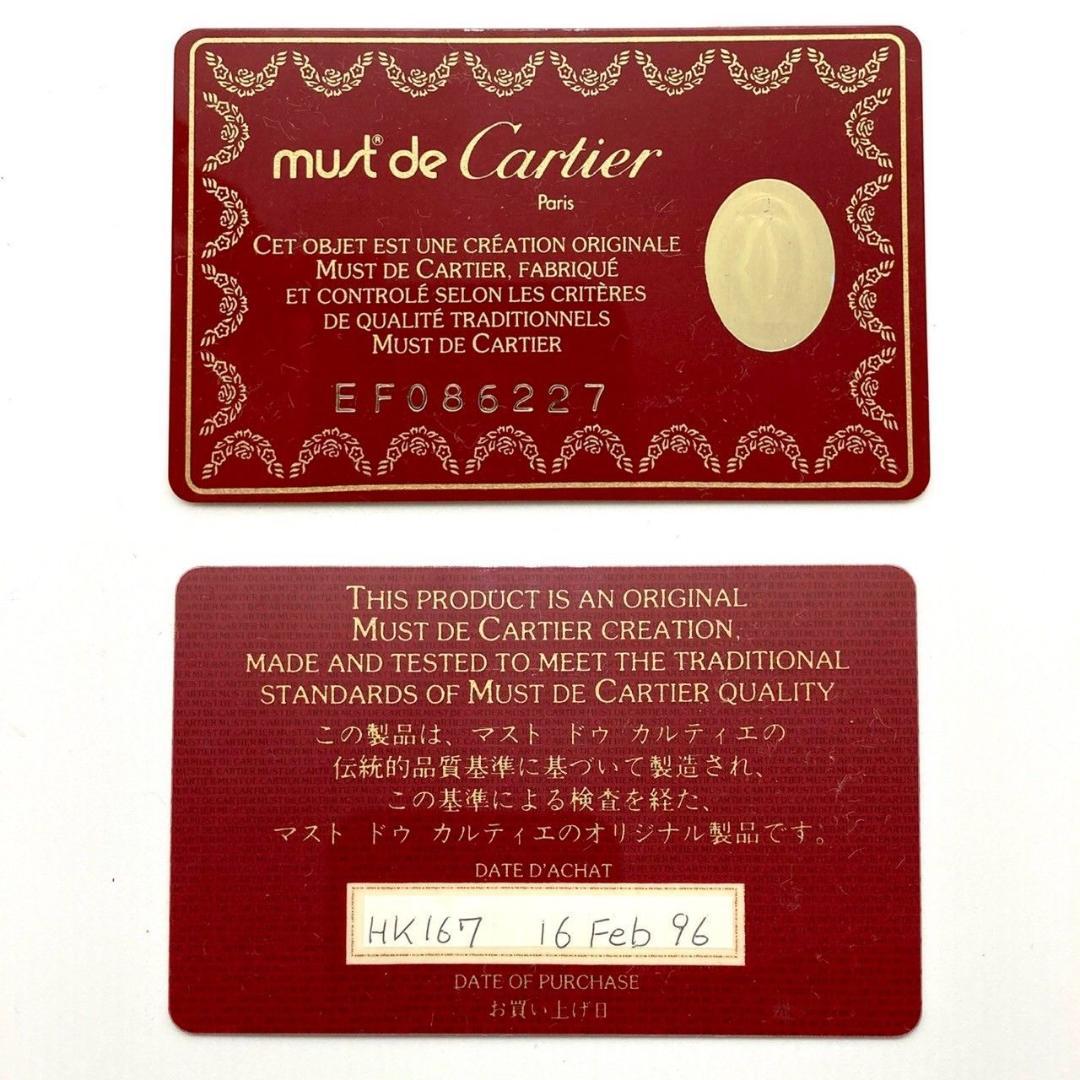 must® de Cartier
Paris
CET OBJET EST UNE CRÉATION ORIGINALE
MUST DE CARTIER, FABRIQUÉ
ET CONTROLÉ SELON LES CRITÈRES
DE QUALITÉ TRADITIONNELS
MUST DE CARTIER
EF086227
THIS PRODUCT IS AN ORIGINAL
MUST DE CARTIER CREATION,
MADE AND TESTED TO MEET THE TRADITIONAL
STANDARDS OF MUST DE CARTIER QUALITY
この製品は、マスト ドゥ カルティエの
伝統的品質基準に基づいて製造され、
この基準による検査を経た、
マスト ドゥ カルティエのオリジナル製品です。
DATE D'ACHAT
HK167 16 Feb 96
DATE OF PURCHASE
お買い上げ日